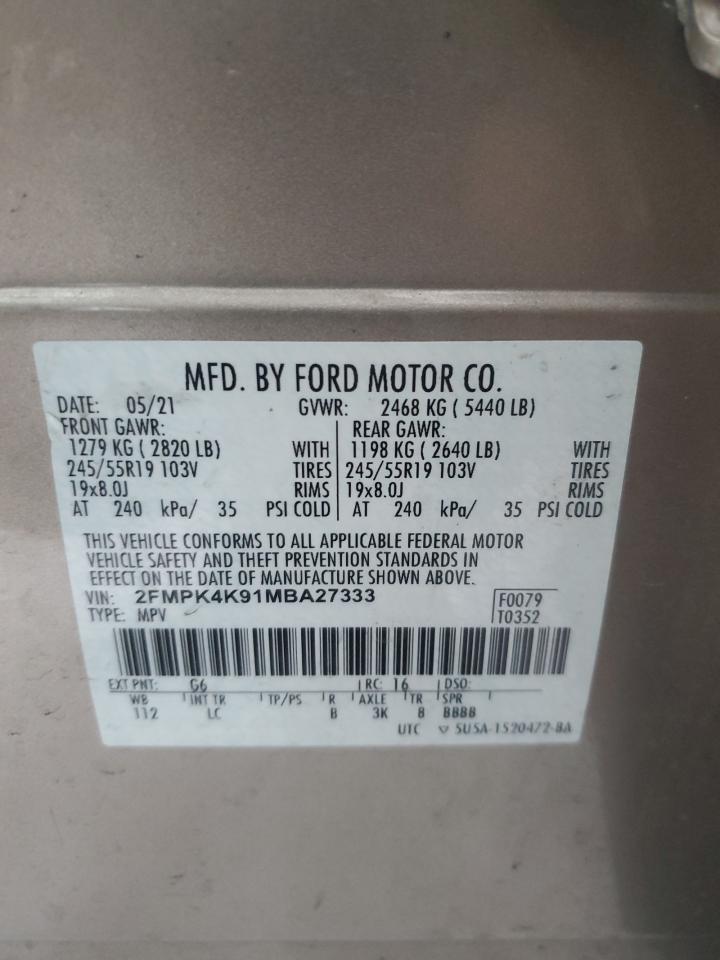 MFD. BY FORD MOTOR CO.
DATE: 05/21 GVWR: 2468 KG ( 5440 LB)
FRONT GAWR: REAR GAWR:
1279 KG ( 2820 LB) WITH 1198 KG ( 2640 LB) WITH
245/55R19 103V TIRES 245/55R19 103V TIRES
19x8.0J RIMS 19x8.0J RIMS
AT 240 kPa/ 35 PSI COLD AT 240 kPa/ 35 PSI COLD
THIS VEHICLE CONFORMS TO ALL APPLICABLE FEDERAL MOTOR
VEHICLE SAFETY AND THEFT PREVENTION STANDARDS IN
EFFECT ON THE DATE OF MANUFACTURE SHOWN ABOVE.
VIN: 2FMPK4K91MBA27333 F0079
TYPE: MPV T0352
EXT PNT: G6 RC: 16 DSO:
WB INT TR TP/PS R AXLE TR SPR
112 LC B 3K 8 BBBB
UTC ▽ 5USA-1520472-BA